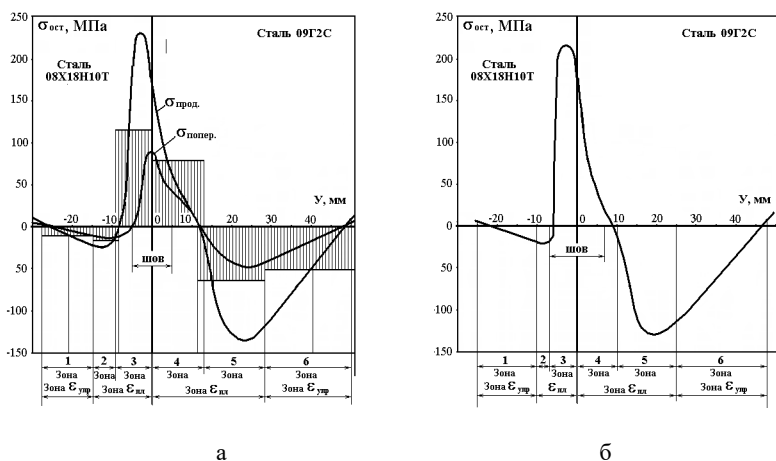 σост, МПа
Сталь 09Г2С
Сталь
08Х18Н10Т
σпрод.
σпопер.
У, мм
250
200
150
100
50
0
-50
-100
-150
-20 -10 0 10 20 30 40
шов
1 2 3 4 5 6
Зона Зона Зона Зона Зона Зона
Зона εупр Зона εпл Зона εпл Зона εупр
а
σост, МПа
Сталь 09Г2С
Сталь
08Х18Н10Т
У, мм
250
200
150
100
50
0
-50
-100
-150
-20 -10 0 10 20 30 40
шов
1 2 3 4 5 6
Зона Зона Зона Зона Зона
Зона εупр εпл Зона εпл Зона εупр
б